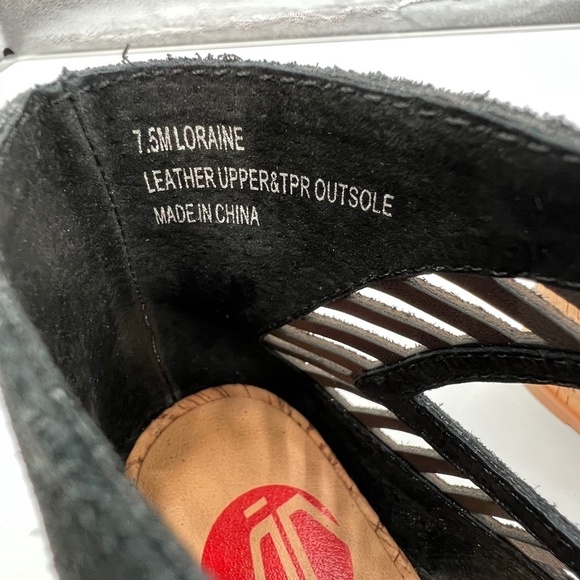 7.5M LORAINE
LEATHER UPPER&TPR OUTSOLE
MADE IN CHINA